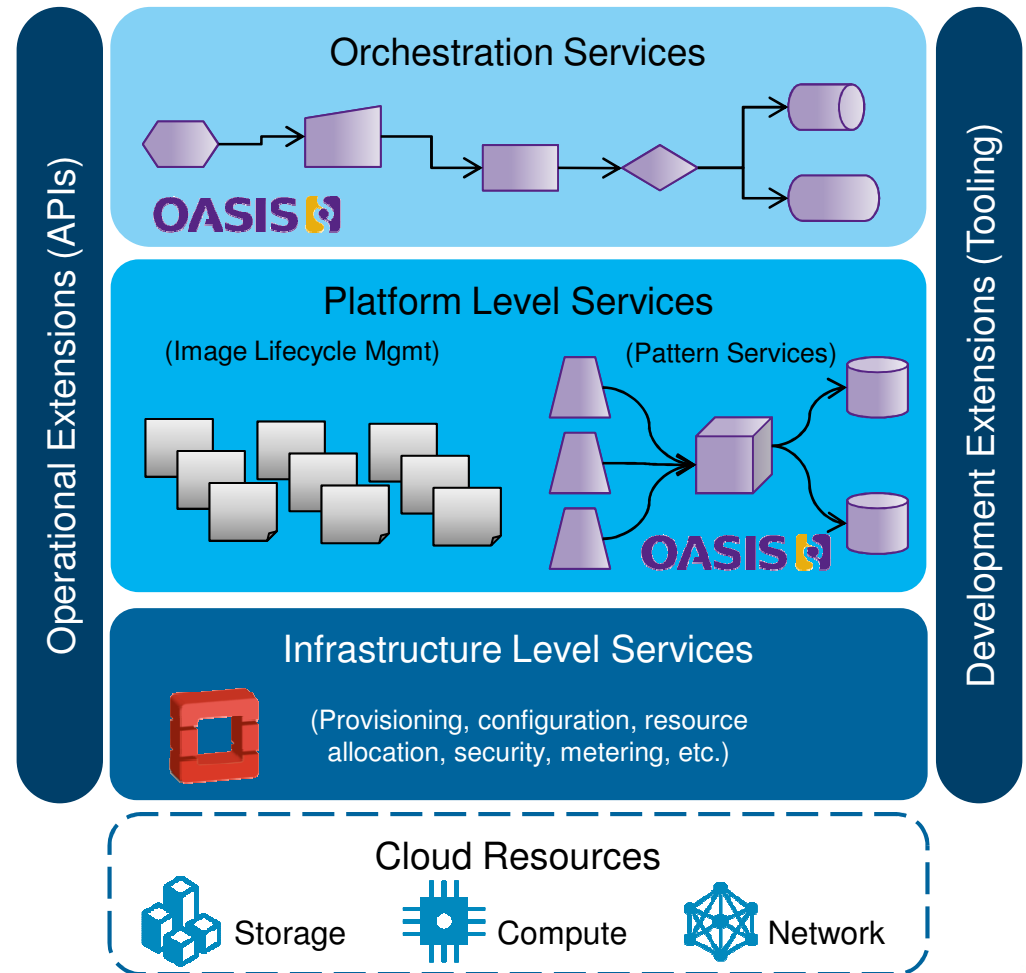 Operational Extensions (APIs)
Orchestration Services
OASIS
Platform Level Services
(Image Lifecycle Mgmt)
(Pattern Services)
OASIS
Infrastructure Level Services
(Provisioning, configuration, resource
allocation, security, metering, etc.)
Cloud Resources
Storage
Compute
Network
Development Extensions (Tooling)